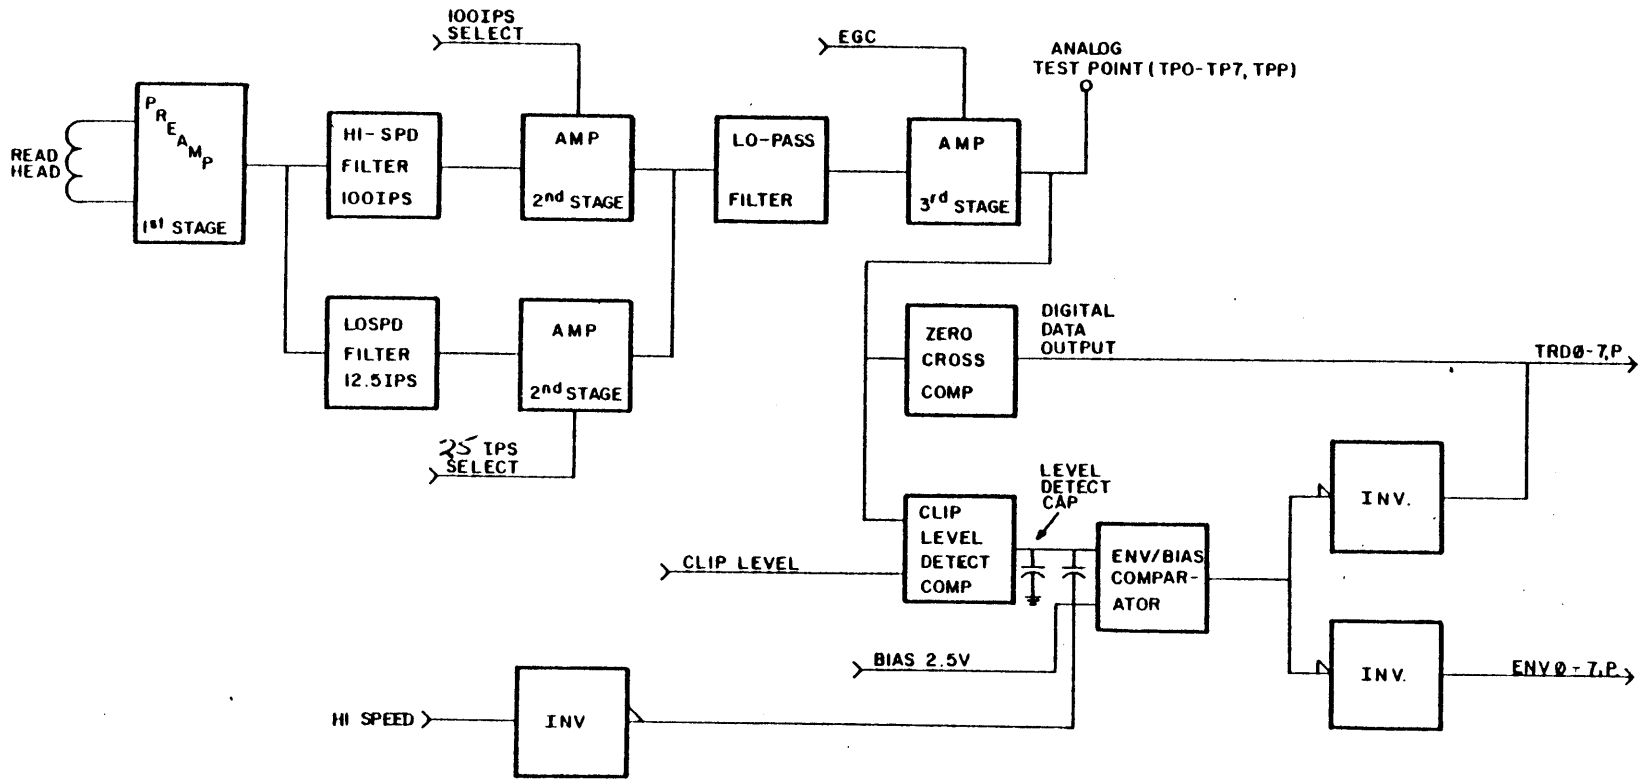 100IPS
SELECT
EGC
ANALOG
TEST POINT (TP0-TP7, TPP)
READ
HEAD
PREAMP
1st STAGE
HI-SPD
FILTER
100IPS
AMP
2nd STAGE
LO-PASS
FILTER
AMP
3rd STAGE
LOSPD
FILTER
12.5IPS
AMP
2nd STAGE
25 IPS
SELECT
ZERO
CROSS
COMP
DIGITAL
DATA
OUTPUT
TRDØ-7,P
CLIP LEVEL
CLIP
LEVEL
DETECT
COMP
LEVEL
DETECT
CAP
ENV/BIAS
COMPAR-
ATOR
INV.
BIAS 2.5V
INV.
ENVØ-7,P.
HI SPEED
INV